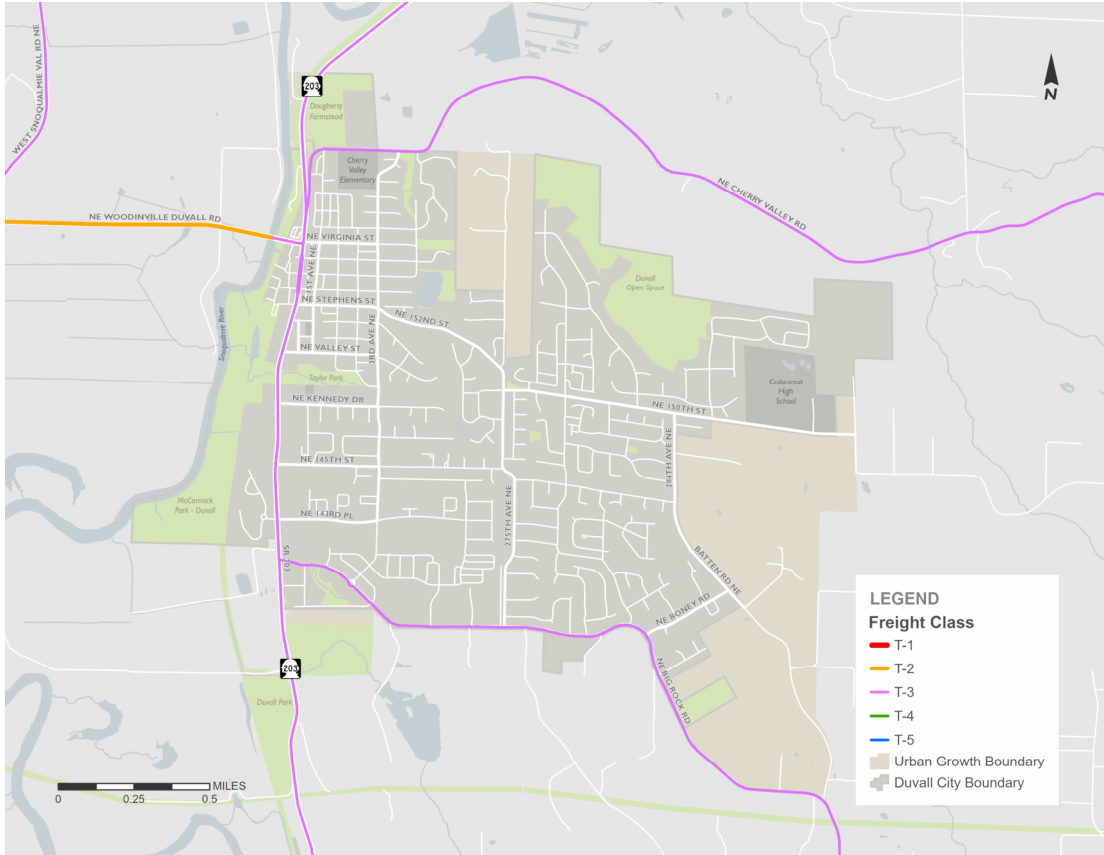 WEST SNOQUALMIE VAL RD NE
203
N
Dougherty
Farmstead
Cherry
Valley
Elementary
NE CHERRY VALLEY RD
NE WOODINVILLE DUVALL RD
NE VIRGINIA ST
1ST AVE NE
Duvall
Open Space
NE STEPHENS ST
NE 152ND ST
Snoqualmie River
3RD AVE NE
NE VALLEY ST
Taylor Park
Cedarcrest
High
School
NE KENNEDY DR
NE 150TH ST
NE 145TH ST
284TH AVE NE
McCormick
Park - Duvall
NE 143RD PL
275TH AVE NE
SR 203
BATTEN RD NE
NE BONEY RD
LEGEND
Freight Class
T-1
T-2
T-3
T-4
T-5
Urban Growth Boundary
Duvall City Boundary
203
NE BIG ROCK RD
Duvall Park
MILES
0 0.25 0.5